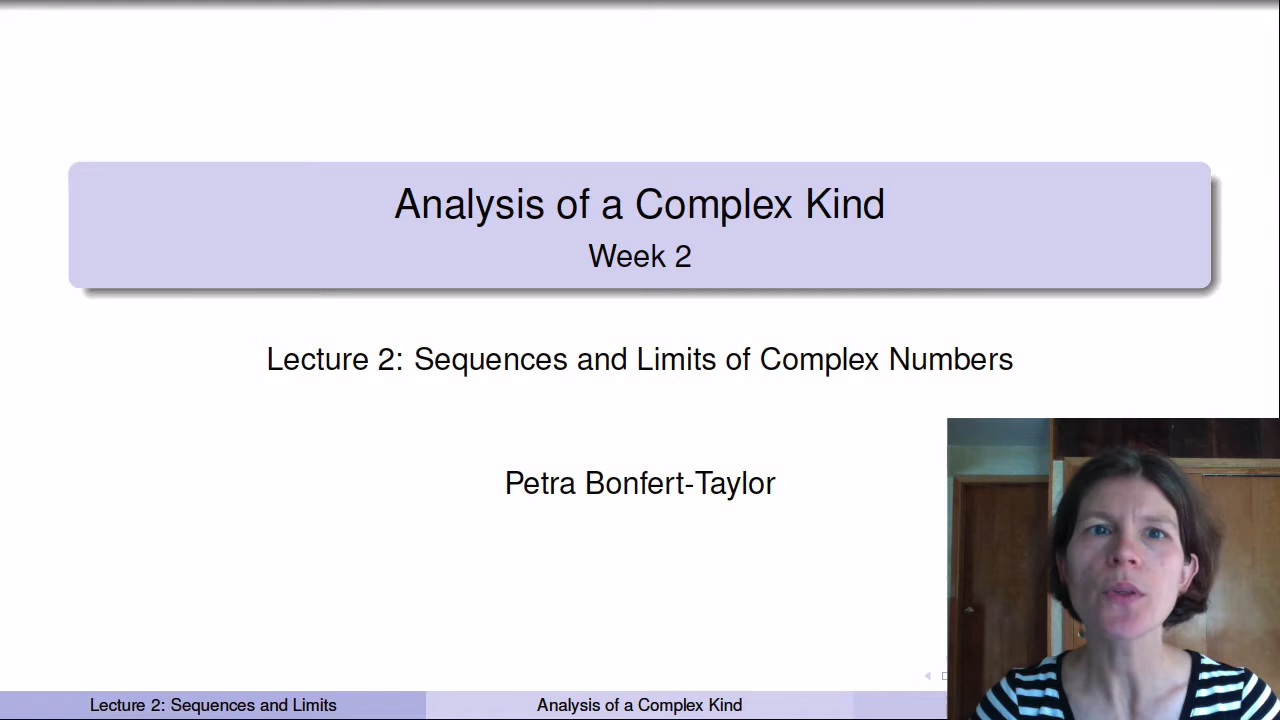 Analysis of a Complex Kind
Week 2
Lecture 2: Sequences and Limits of Complex Numbers
Petra Bonfert-Taylor
Lecture 2: Sequences and Limits
Analysis of a Complex Kind